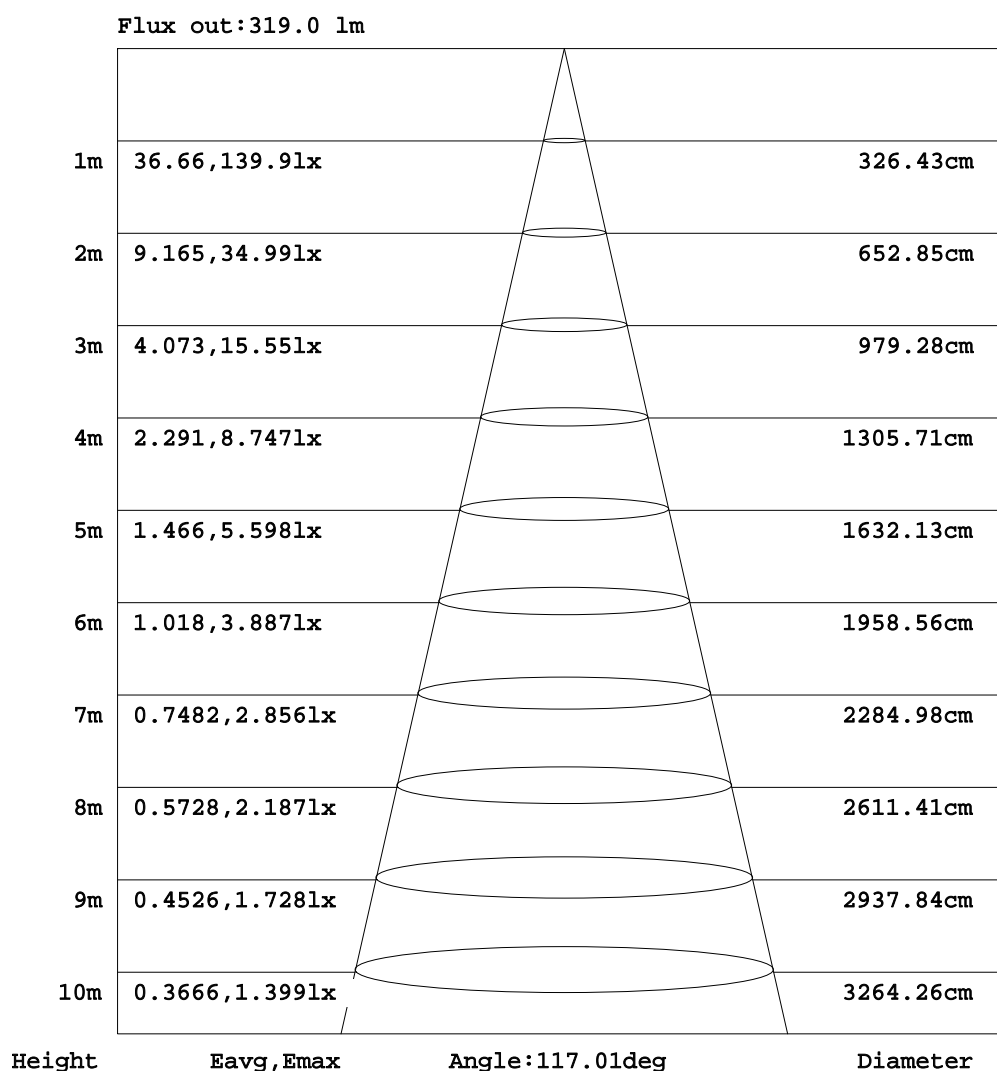 Flux out:319.0 lm
1m 36.66,139.9lx 326.43cm
2m 9.165,34.99lx 652.85cm
3m 4.073,15.55lx 979.28cm
4m 2.291,8.747lx 1305.71cm
5m 1.466,5.598lx 1632.13cm
6m 1.018,3.887lx 1958.56cm
7m 0.7482,2.856lx 2284.98cm
8m 0.5728,2.187lx 2611.41cm
9m 0.4526,1.728lx 2937.84cm
10m 0.3666,1.399lx 3264.26cm
Height Eavg,Emax Angle:117.01deg Diameter